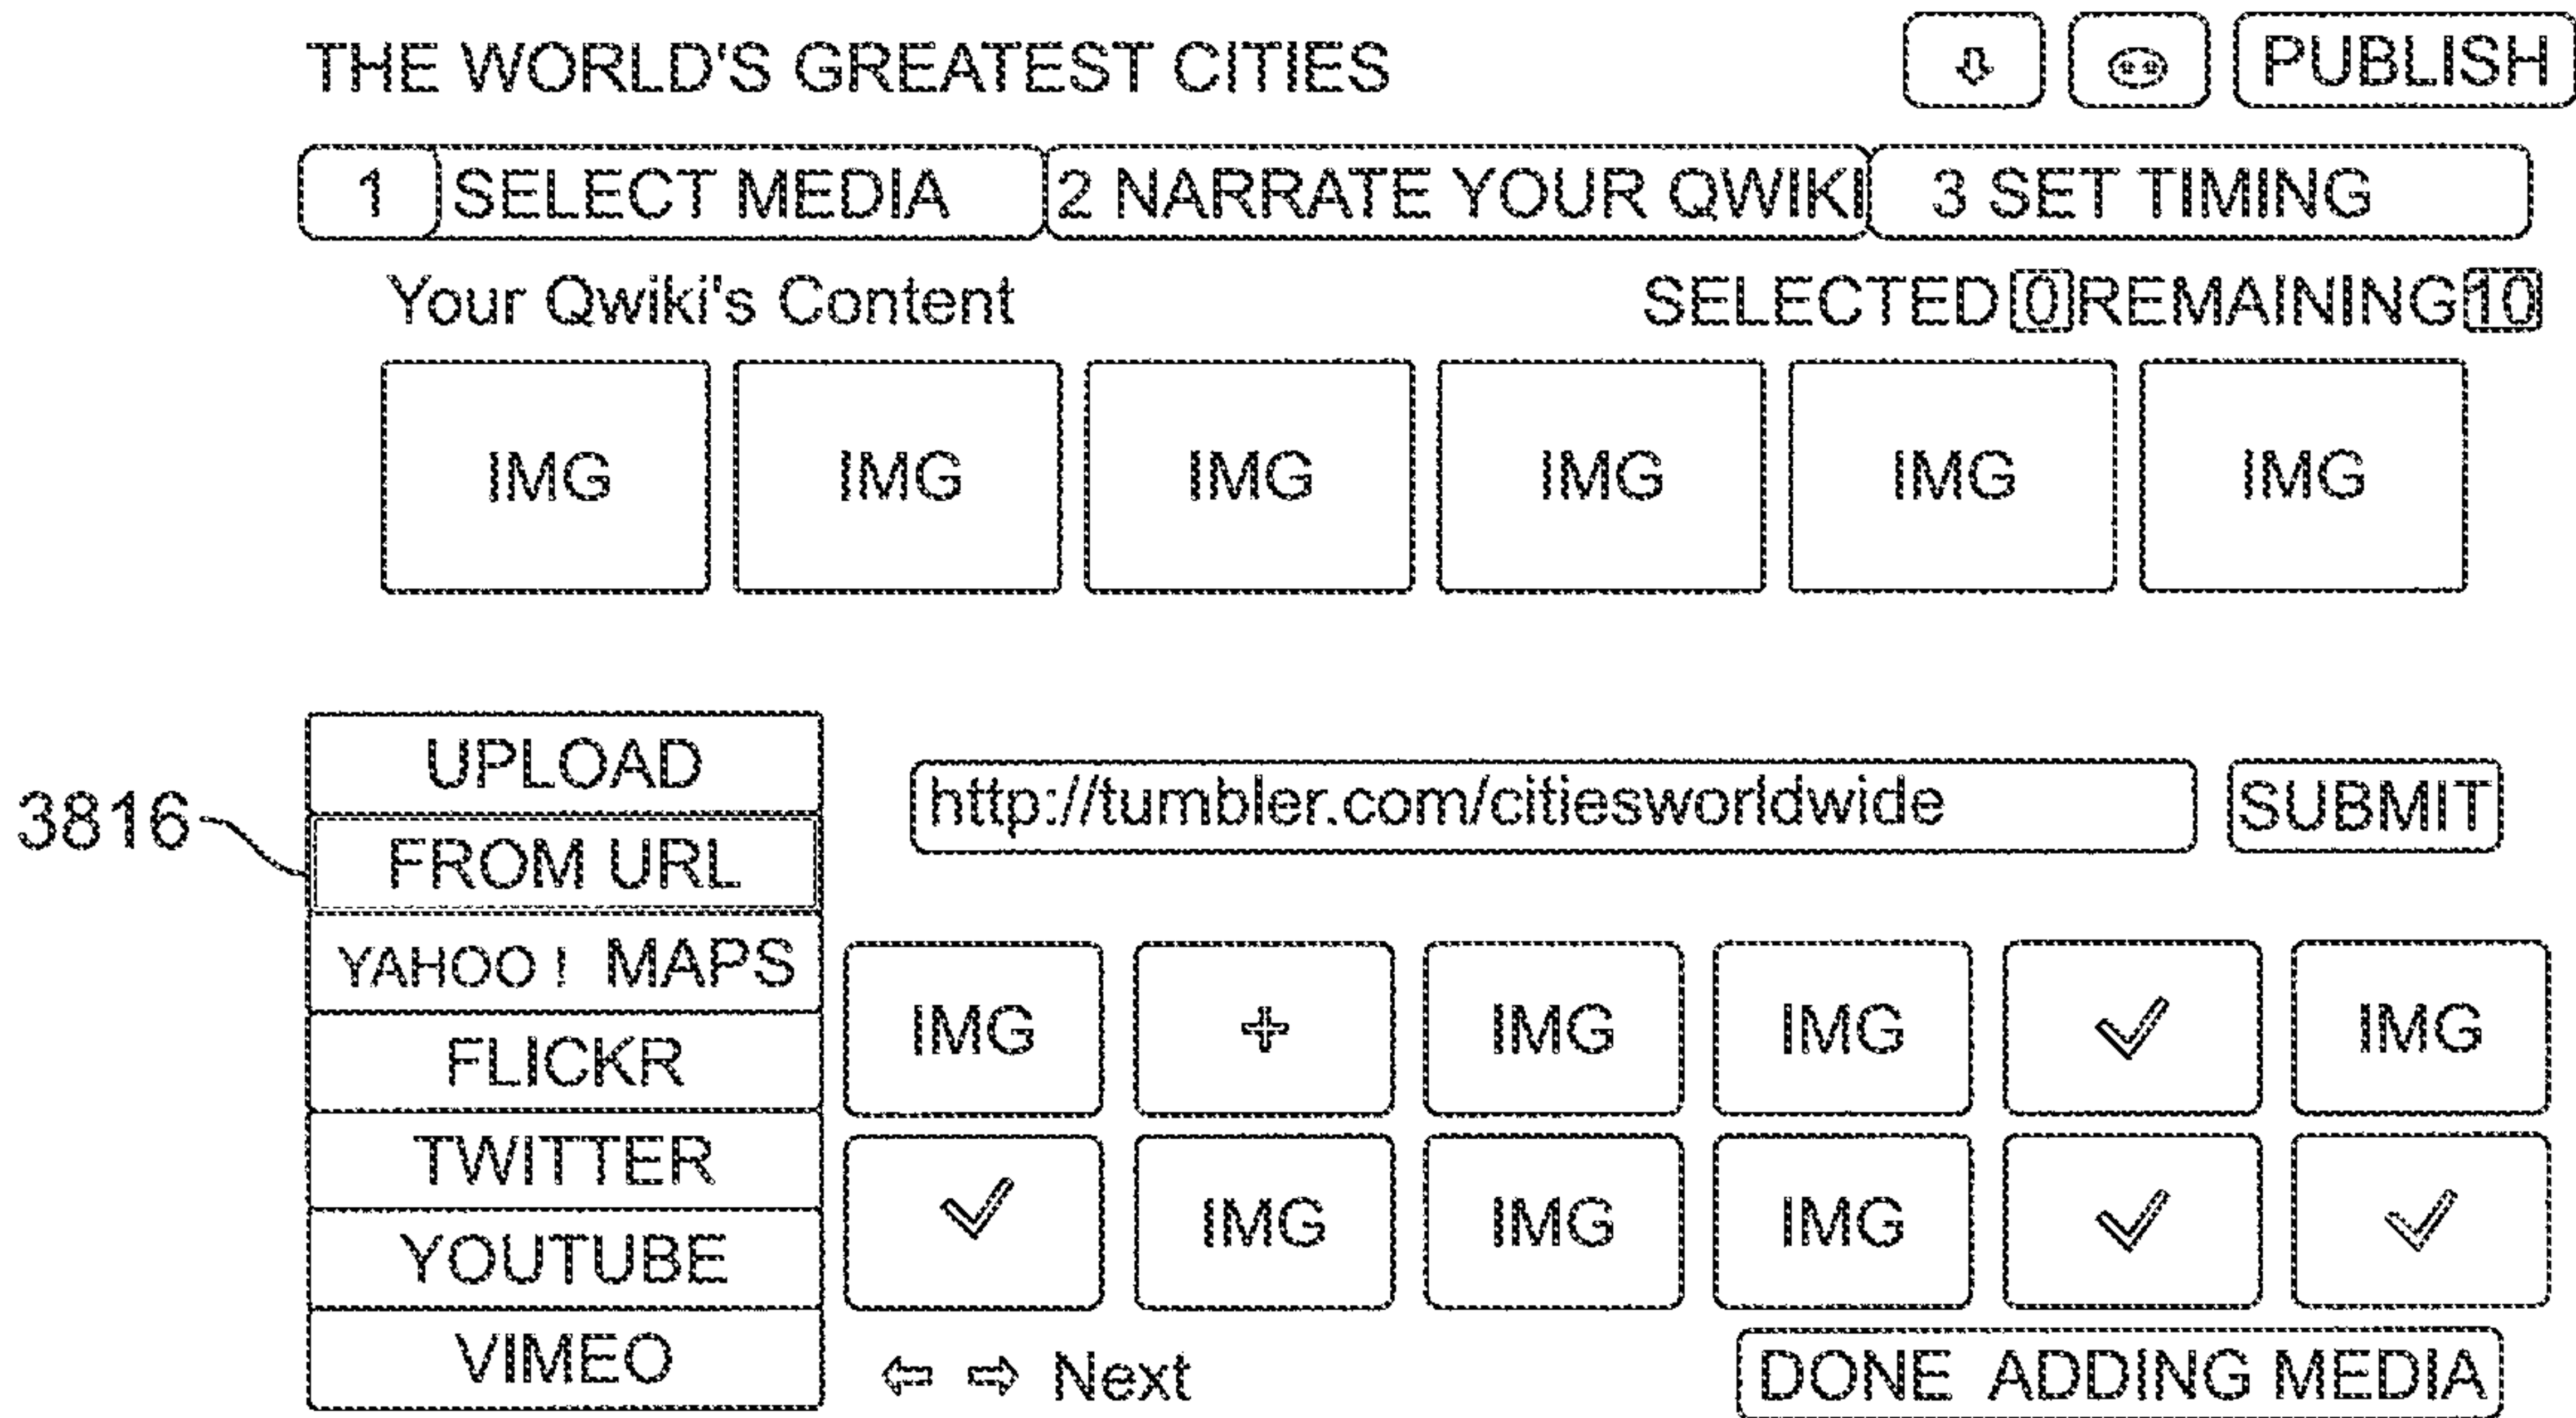 THE WORLD'S GREATEST CITIES PUBLISH
1 SELECT MEDIA 2 NARRATE YOUR QWIKI 3 SET TIMING
Your Qwiki's Content SELECTED 0 REMAINING 10
IMG IMG IMG IMG IMG IMG
UPLOAD
3816 FROM URL http://tumbler.com/citiesworldwide SUBMIT
YAHOO! MAPS
IMG + IMG IMG ✓ IMG
FLICKR
TWITTER
✓ IMG IMG IMG ✓ ✓
YOUTUBE
VIMEO ⇦ ⇨ Next DONE ADDING MEDIA